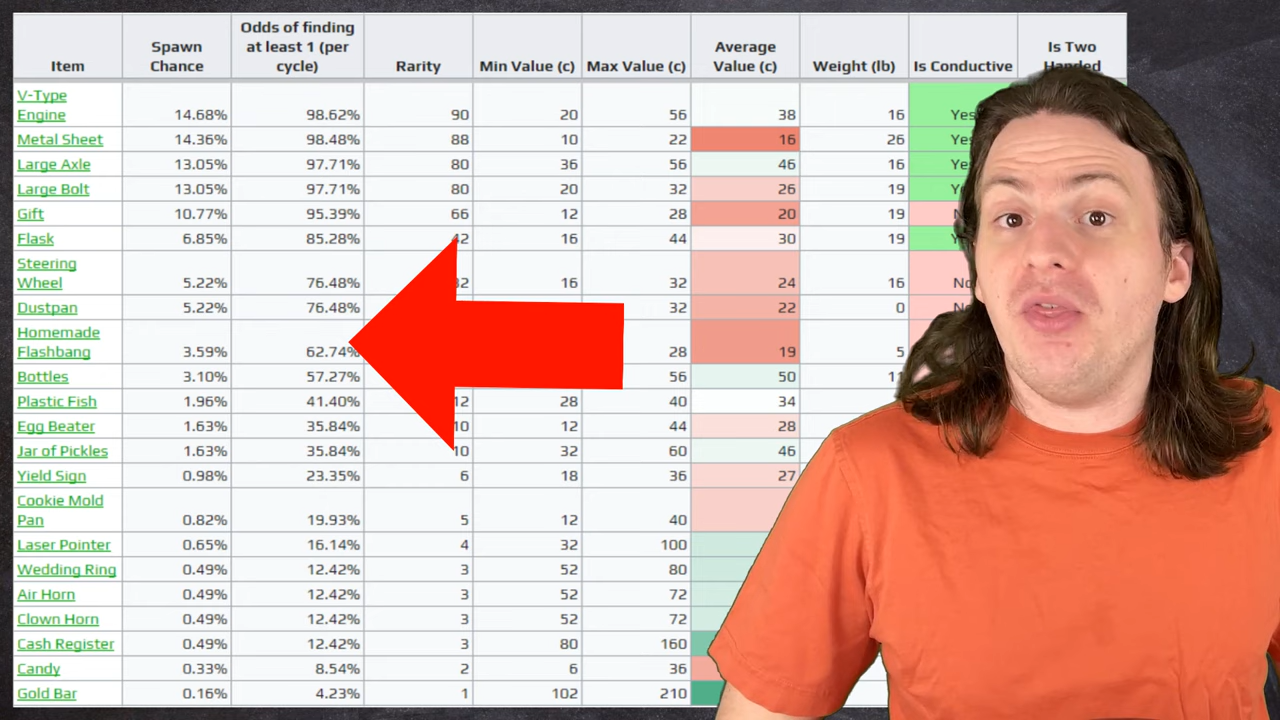 Item Spawn Chance Odds of finding at least 1 (per cycle) Rarity Min Value (c) Max Value (c) Average Value (c) Weight (lb) Is Conductive Is Two Handed
V-Type Engine 14.68% 98.62% 90 20 56 38 16 Yes
Metal Sheet 14.36% 98.48% 88 10 22 16 26 Yes
Large Axle 13.05% 97.71% 80 36 56 46 16
Large Bolt 13.05% 97.71% 80 20 32 26 19
Gift 10.77% 95.39% 66 12 28 20 19
Flask 6.85% 85.28% 42 16 44 30 19
Steering Wheel 5.22% 76.48% 32 16 32 24 16 No
Dustpan 5.22% 76.48% 32 22 0 No
Homemade Flashbang 3.59% 62.74% 28 19 5
Bottles 3.10% 57.27% 56 50
Plastic Fish 1.96% 41.40% 12 28 40 34
Egg Beater 1.63% 35.84% 10 12 44 28
Jar of Pickles 1.63% 35.84% 10 32 60 46
Yield Sign 0.98% 23.35% 6 18 36 27
Cookie Mold Pan 0.82% 19.93% 5 12 40
Laser Pointer 0.65% 16.14% 4 32 100
Wedding Ring 0.49% 12.42% 3 52 80
Air Horn 0.49% 12.42% 3 52 72
Clown Horn 0.49% 12.42% 3 52 72
Cash Register 0.49% 12.42% 3 80 160
Candy 0.33% 8.54% 2 6 36
Gold Bar 0.16% 4.23% 1 102 210